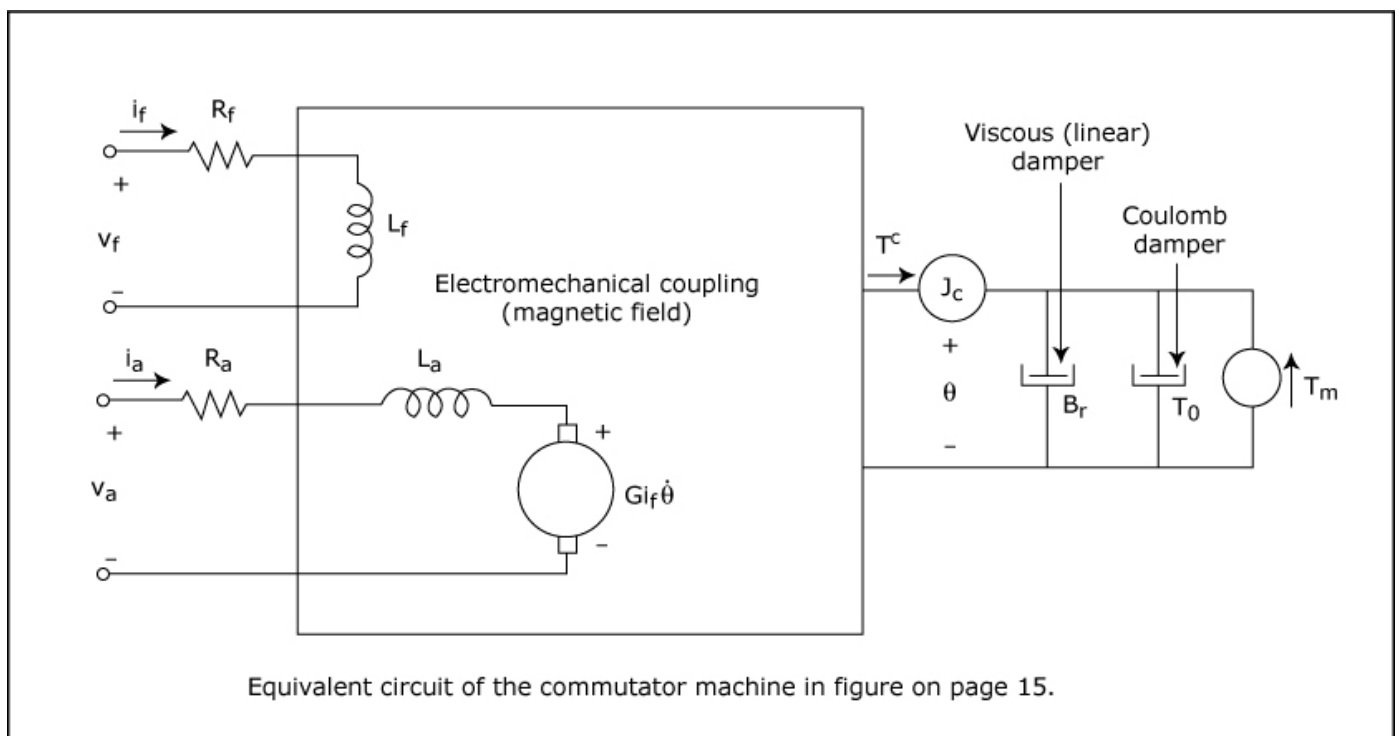 i_f
R_f
+
v_f
–
L_f
Electromechanical coupling
(magnetic field)
i_a
R_a
L_a
+
v_a
–
+
Gi_f θ̇
–
T^c
J_c
+
θ
–
Viscous (linear)
damper
Coulomb
damper
B_r
T_0
T_m
Equivalent circuit of the commutator machine in figure on page 15.